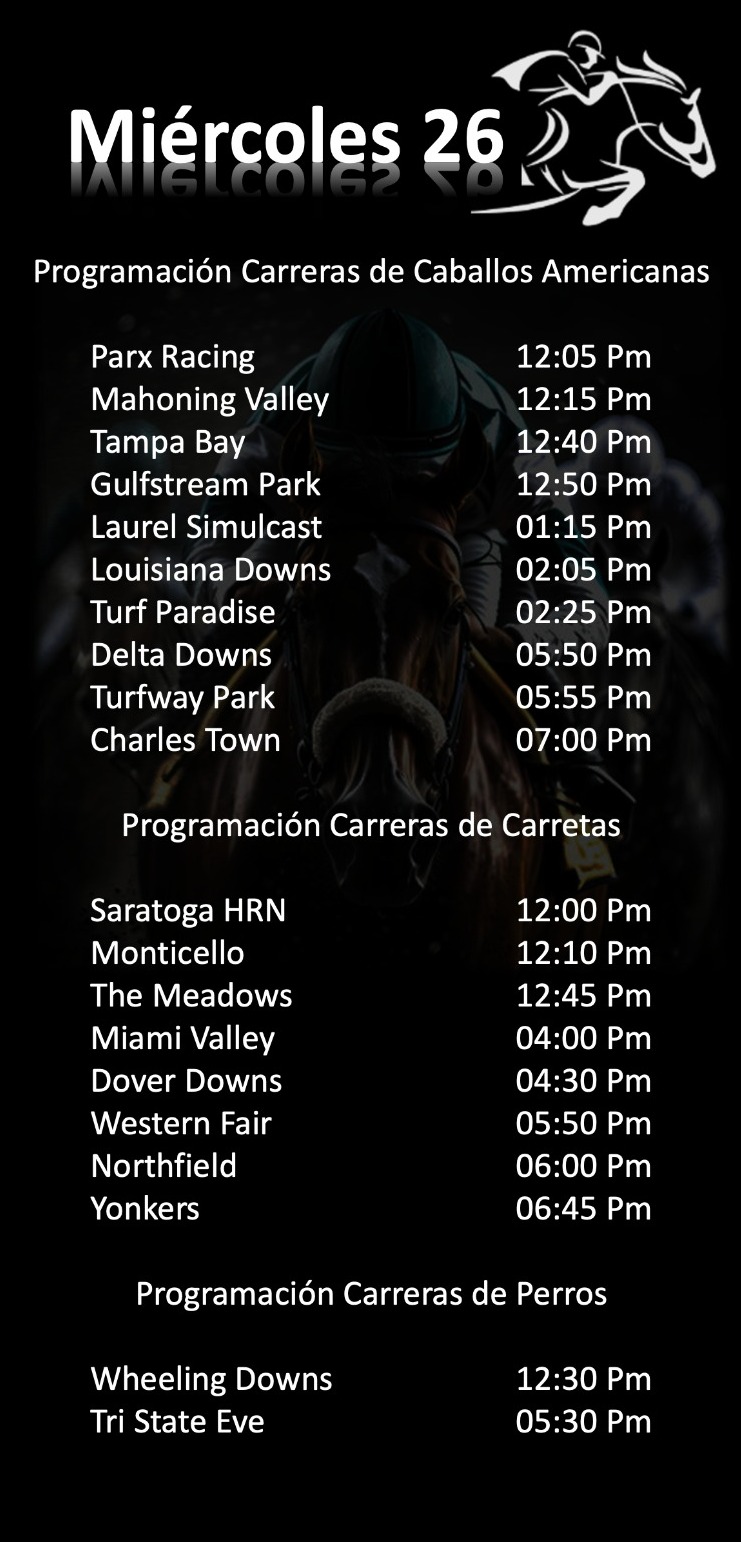 Miércoles 26
Programación Carreras de Caballos Americanas
Parx Racing 12:05 Pm
Mahoning Valley 12:15 Pm
Tampa Bay 12:40 Pm
Gulfstream Park 12:50 Pm
Laurel Simulcast 01:15 Pm
Louisiana Downs 02:05 Pm
Turf Paradise 02:25 Pm
Delta Downs 05:50 Pm
Turfway Park 05:55 Pm
Charles Town 07:00 Pm
Programación Carreras de Carretas
Saratoga HRN 12:00 Pm
Monticello 12:10 Pm
The Meadows 12:45 Pm
Miami Valley 04:00 Pm
Dover Downs 04:30 Pm
Western Fair 05:50 Pm
Northfield 06:00 Pm
Yonkers 06:45 Pm
Programación Carreras de Perros
Wheeling Downs 12:30 Pm
Tri State Eve 05:30 Pm